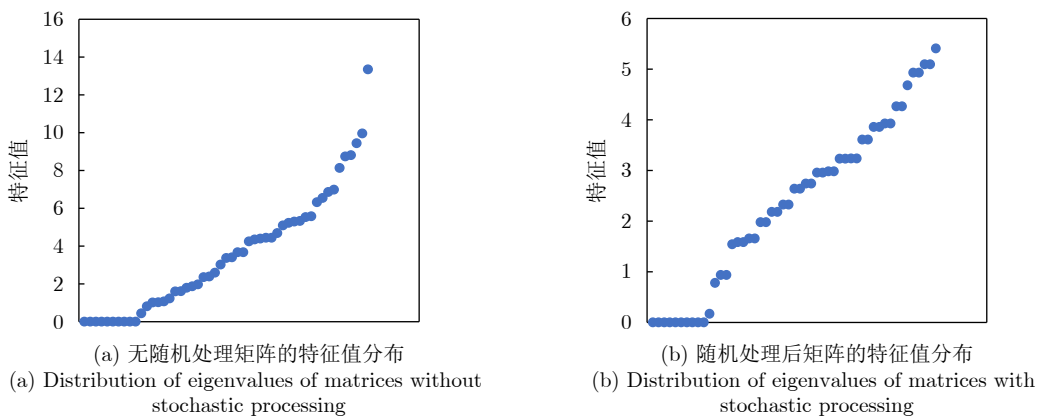 16
14
12
10
8
6
4
2
0
特征值
(a) 无随机处理矩阵的特征值分布
(a) Distribution of eigenvalues of matrices without
stochastic processing
6
5
4
3
2
1
0
特征值
(b) 随机处理后矩阵的特征值分布
(b) Distribution of eigenvalues of matrices with
stochastic processing